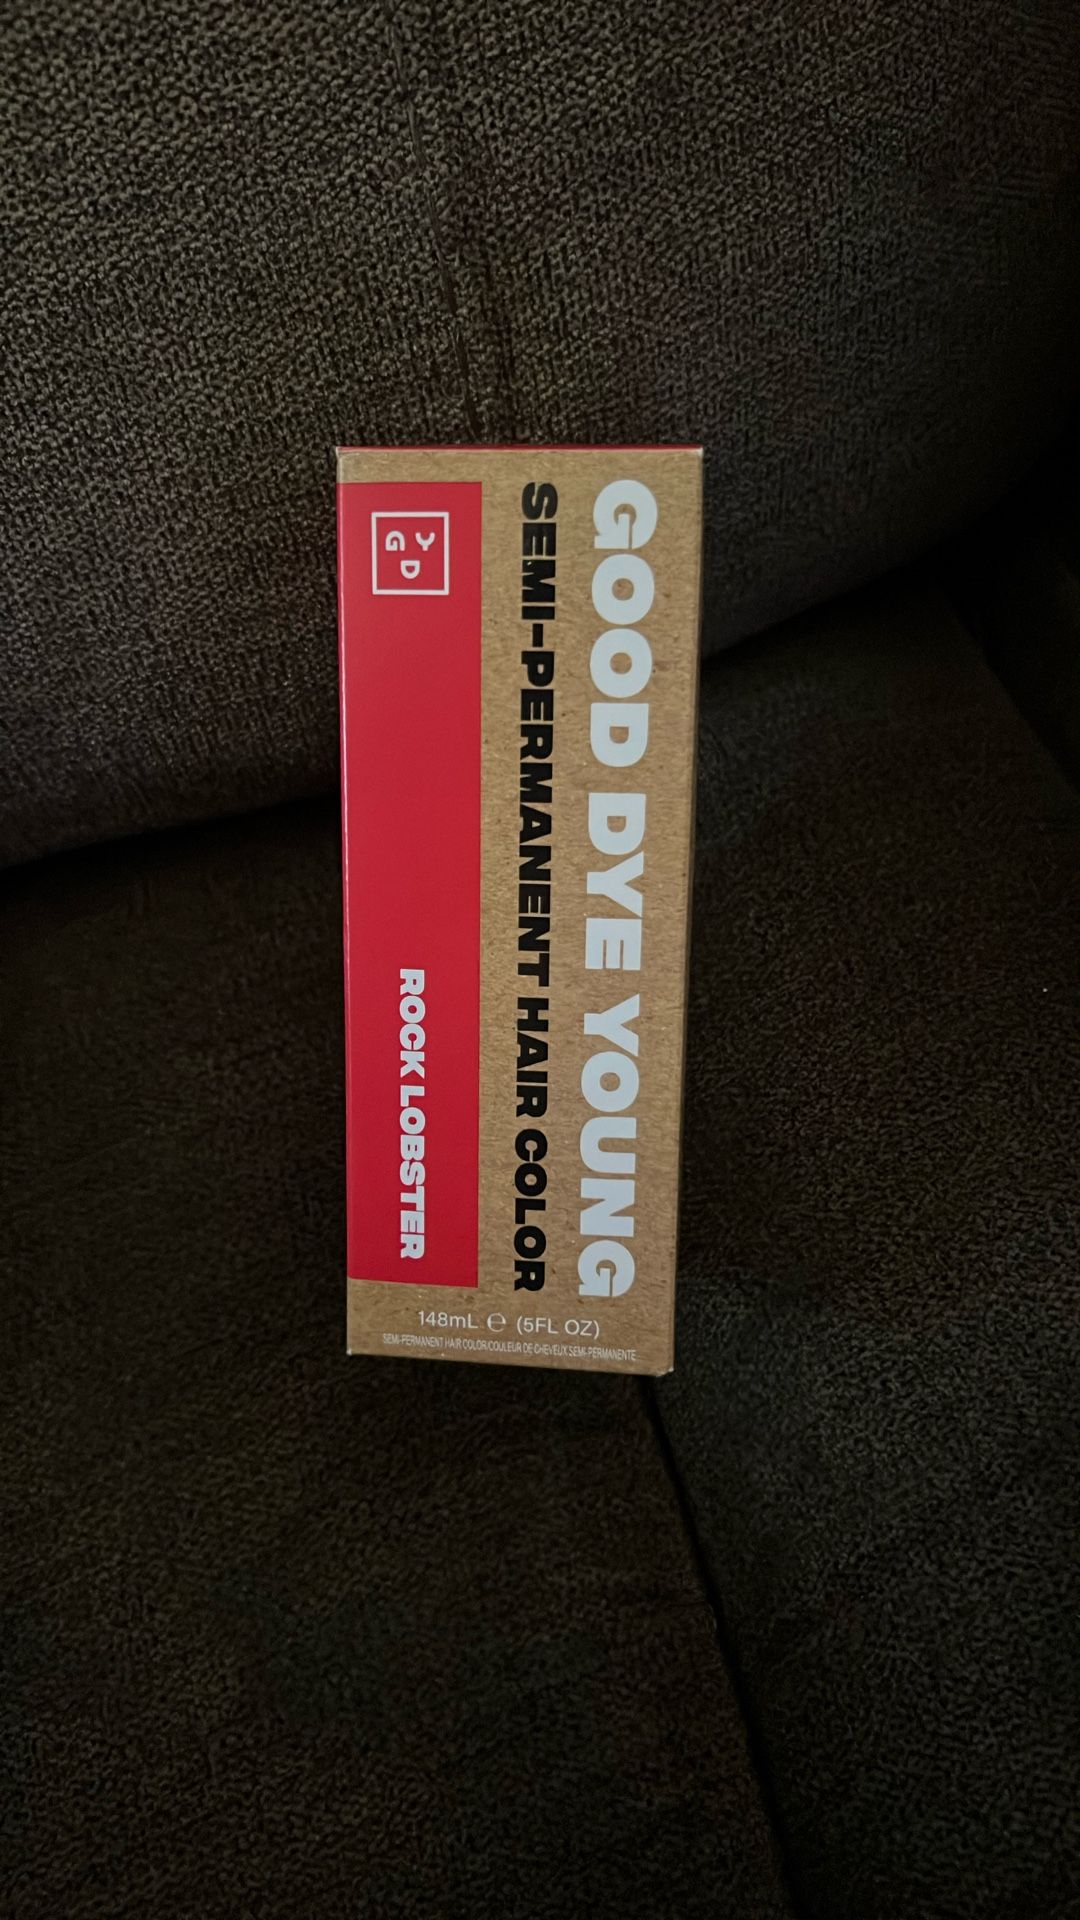 GOOD DYE YOUNG
SEMI-PERMANENT HAIR COLOR
Y D
G
ROCK LOBSTER
148mL ℮ (5FL OZ)
SEMI-PERMANENT HAIR COLOR/COULEUR DE CHEVEUX SEMI-PERMANENTE